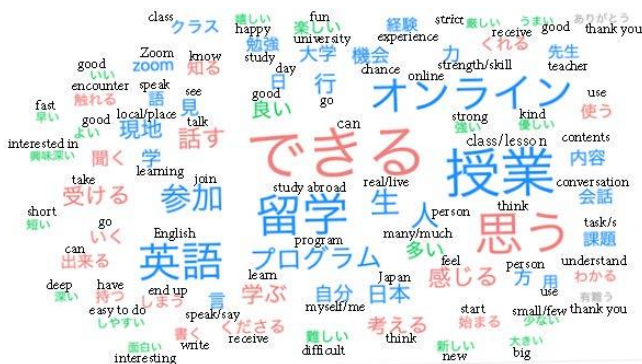 class fun strict receive good ありがとう
クラス 嬉しい 楽しい 経験 厳しい くれる うまい thank you
happy university experience
Zoom know 勉強 大学 機会 力 先生
good zoom 知る study chance strength/skill teacher
いい day online
encounter speak see 日 行 オンライン use
触れる 語 見 good go strong kind 使う
fast local/place talk 良い can 強い 優しい
早い good 現地 話す できる class/lesson contents
よい 授業 内容
interested in 聞く 学
興味深い learning study abroad real/live conversation
take join 留学 生 人 person think 会話
受ける 参加 many/much 思う task/s
short go 課題
短い いく English program 多い feel person understand
can 英語 プログラム 感じる 方 用 わかる
出来る learn Japan use 有難う
deep have end up 学ぶ 自分 日本 start small/few thank you
深い 持つ しまう 言 myself/me 始まる 少ない
easy to do speak/say 考える
しやすい 書く くださる 難しい think 新しい 大きい
面白い write receive difficult new big
interesting